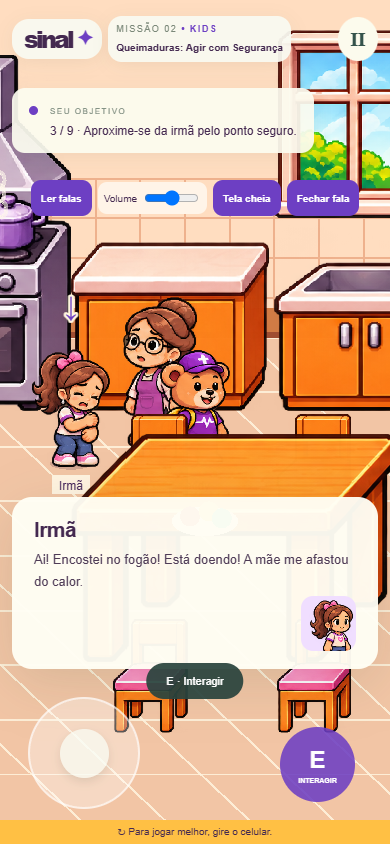 sinal
MISSÃO 02 • KIDS
Queimaduras: Agir com Segurança
II
SEU OBJETIVO
3 / 9 · Aproxime-se da irmã pelo ponto seguro.
Ler falas
Volume
Tela cheia
Fechar fala
Irmã
Irmã
Ai! Encostei no fogão! Está doendo! A mãe me afastou
do calor.
E · Interagir
E
INTERAGIR
↻ Para jogar melhor, gire o celular.